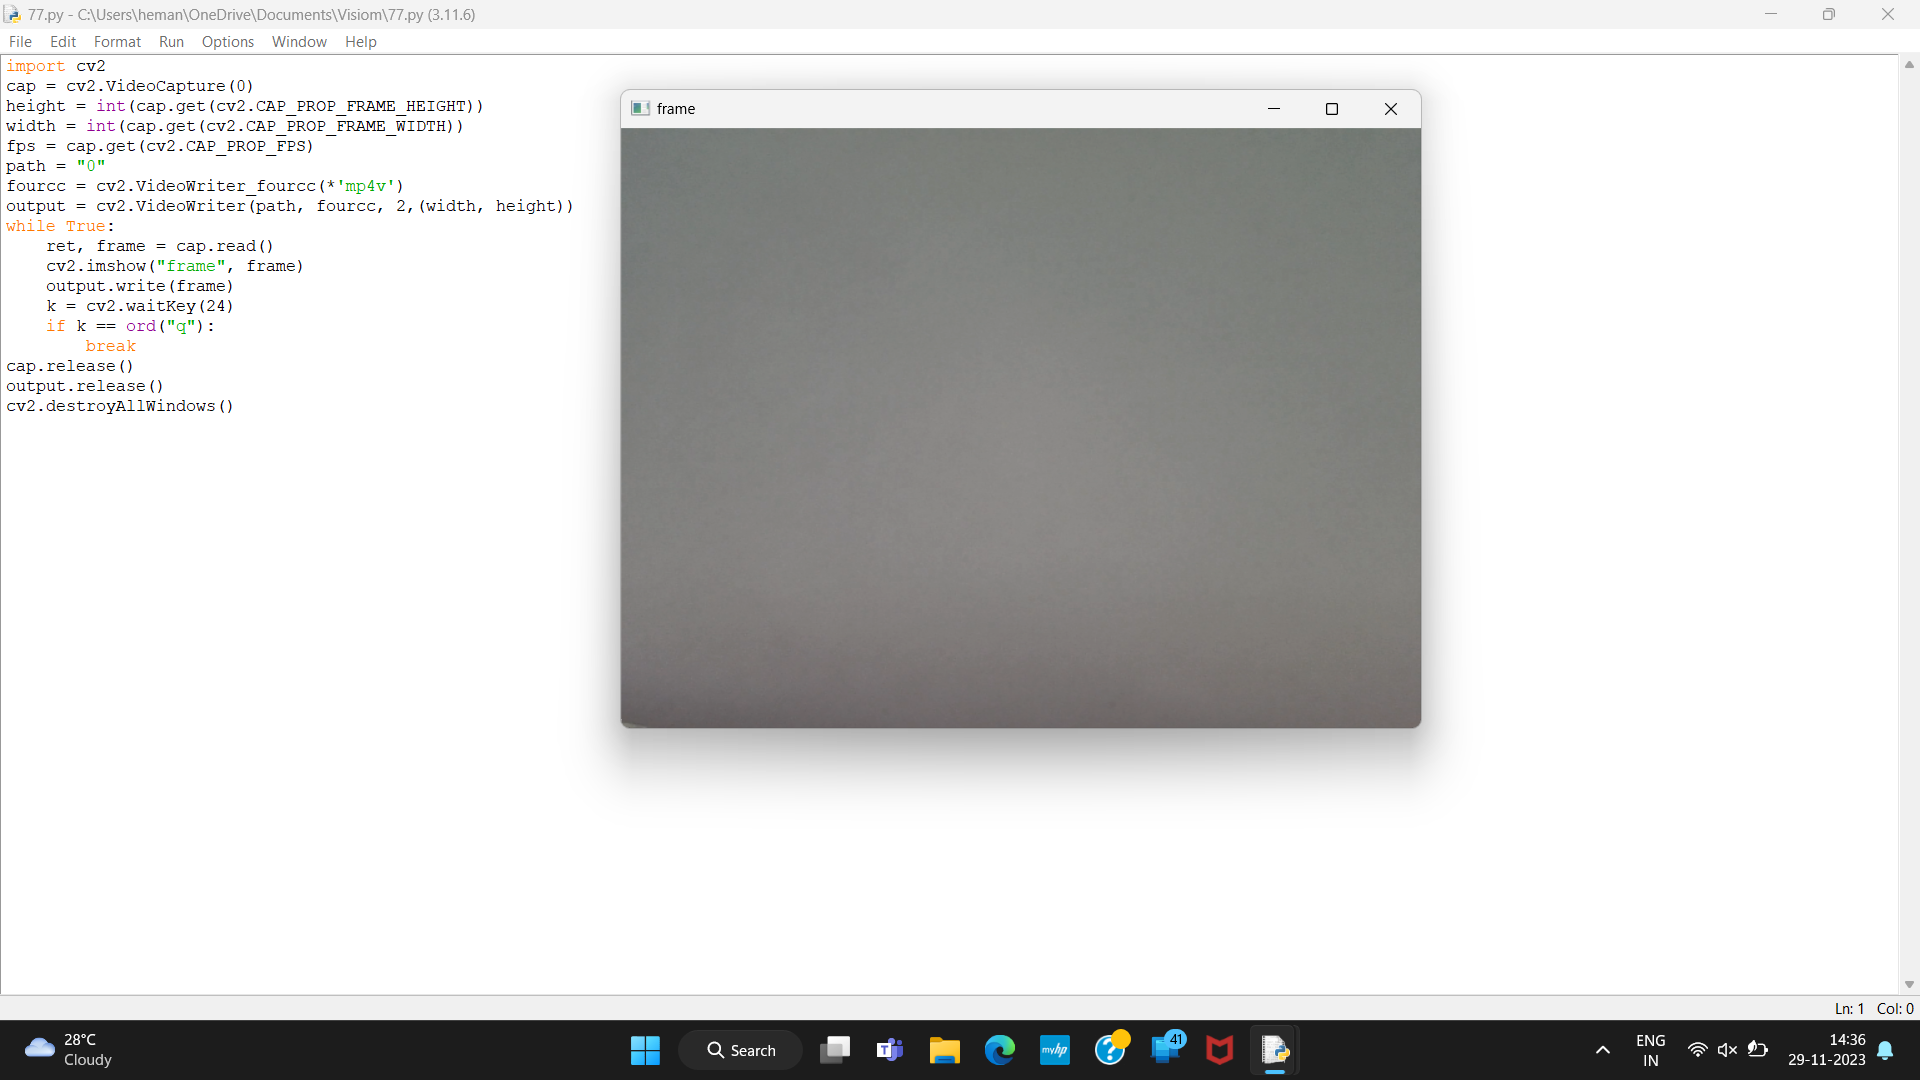 77.py - C:\Users\heman\OneDrive\Documents\Visiom\77.py (3.11.6)
File Edit Format Run Options Window Help
import cv2
cap = cv2.VideoCapture(0)
height = int(cap.get(cv2.CAP_PROP_FRAME_HEIGHT))
width = int(cap.get(cv2.CAP_PROP_FRAME_WIDTH))
fps = cap.get(cv2.CAP_PROP_FPS)
path = "0"
fourcc = cv2.VideoWriter_fourcc(*'mp4v')
output = cv2.VideoWriter(path, fourcc, 2,(width, height))
while True:
    ret, frame = cap.read()
    cv2.imshow("frame", frame)
    output.write(frame)
    k = cv2.waitKey(24)
    if k == ord("q"):
        break
cap.release()
output.release()
cv2.destroyAllWindows()
frame
Ln: 1 Col: 0
28°C
Cloudy
Search
T
myhp
?
41
ENG
IN
14:36
29-11-2023